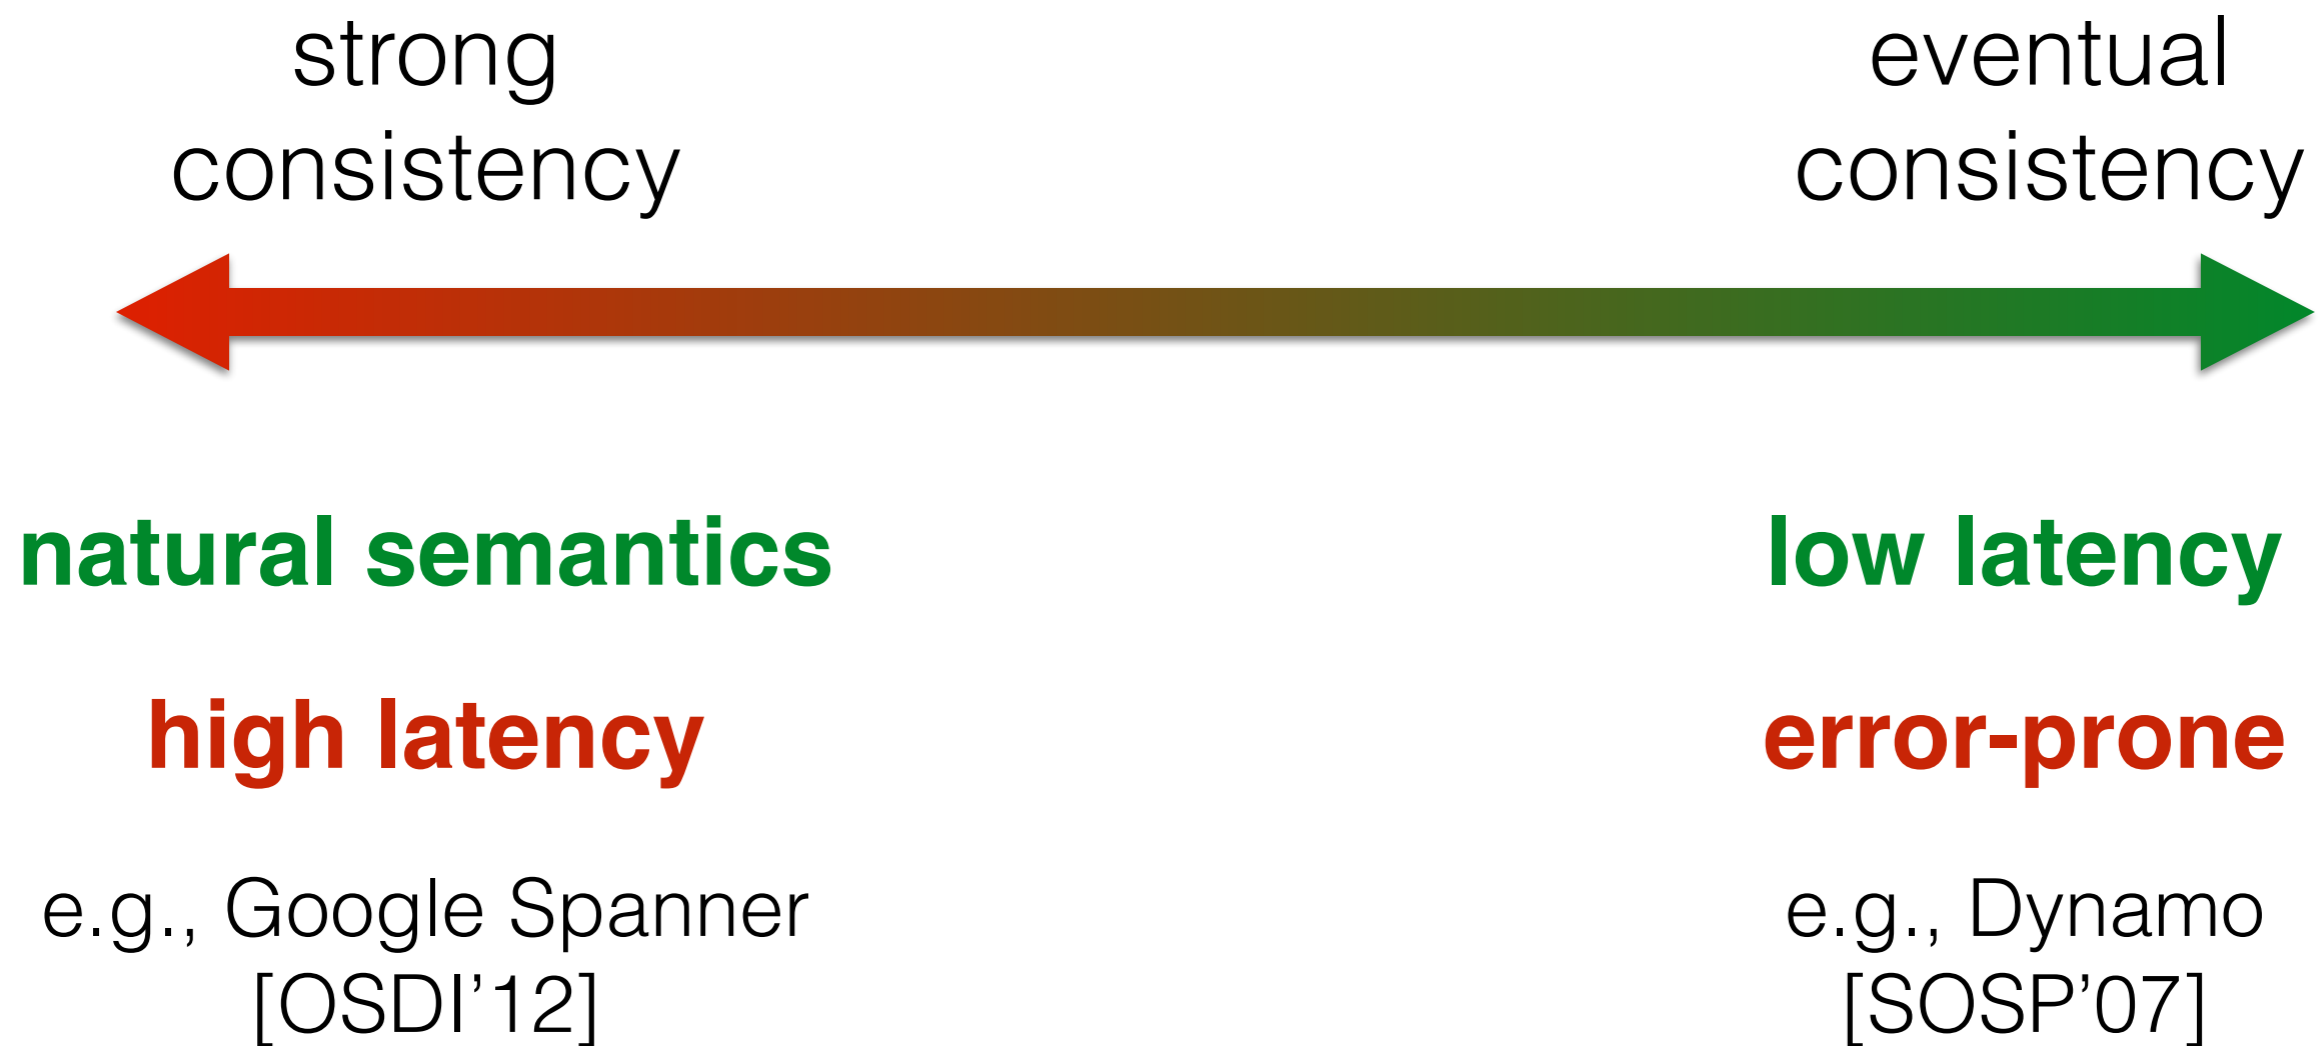 strong
consistency
eventual
consistency
natural semantics
low latency
high latency
error-prone
e.g., Google Spanner
[OSDI’12]
e.g., Dynamo
[SOSP’07]